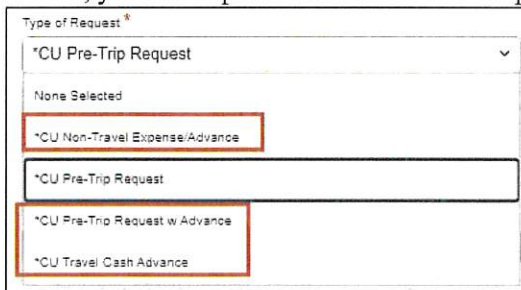 Type of Request *
*CU Pre-Trip Request
None Selected
*CU Non-Travel Expense/Advance
*CU Pre-Trip Request
*CU Pre-Trip Request w Advance
*CU Travel Cash Advance